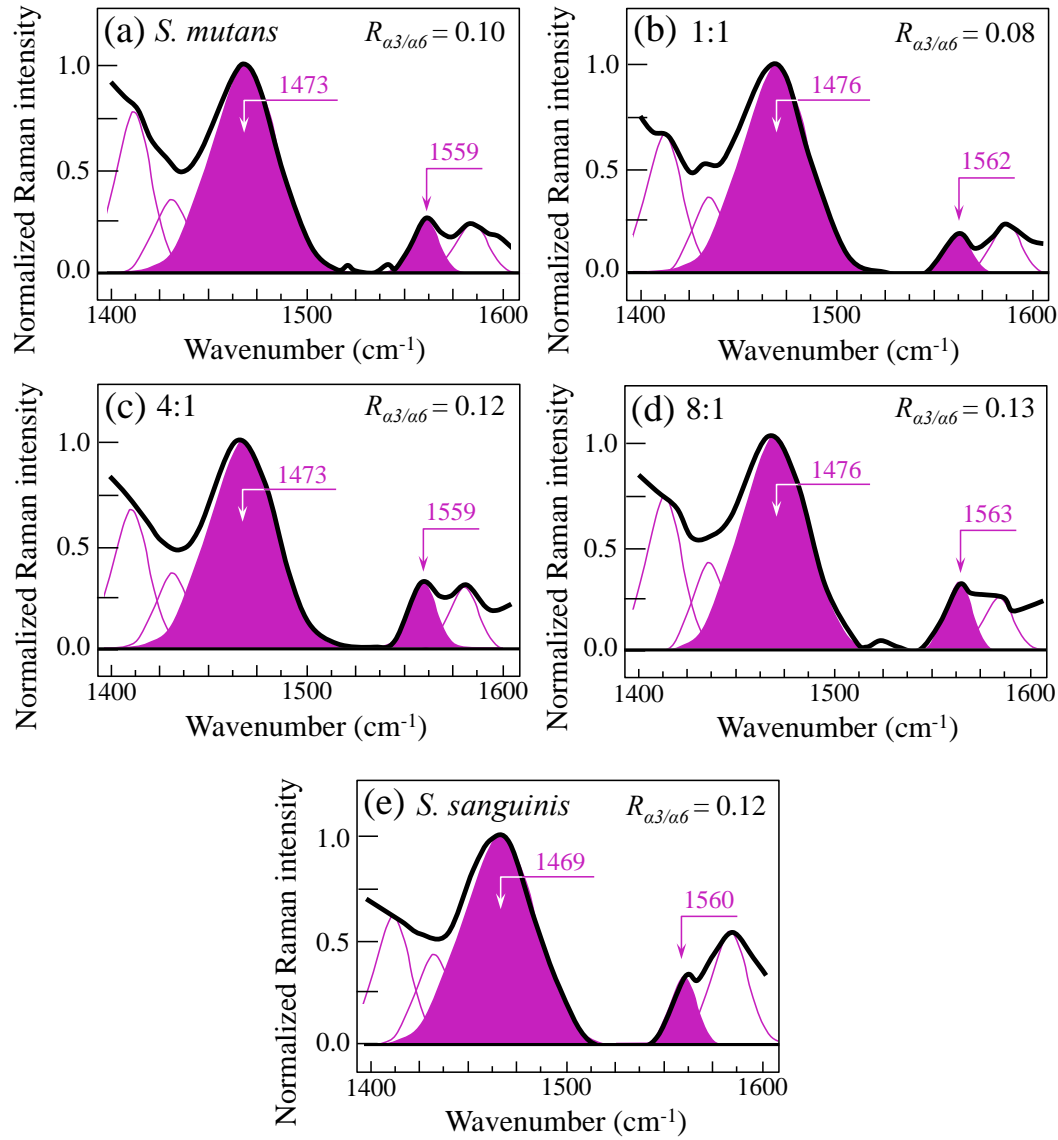 (a) S. mutans R_α3/α6 = 0.10
Normalized Raman intensity
1.0
0.5
0.0
1473
1559
1400 1500 1600
Wavenumber (cm⁻¹)
(b) 1:1 R_α3/α6 = 0.08
Normalized Raman intensity
1.0
0.5
0.0
1476
1562
1400 1500 1600
Wavenumber (cm⁻¹)
(c) 4:1 R_α3/α6 = 0.12
Normalized Raman intensity
1.0
0.5
0.0
1473
1559
1400 1500 1600
Wavenumber (cm⁻¹)
(d) 8:1 R_α3/α6 = 0.13
Normalized Raman intensity
1.0
0.5
0.0
1476
1563
1400 1500 1600
Wavenumber (cm⁻¹)
(e) S. sanguinis R_α3/α6 = 0.12
Normalized Raman intensity
1.0
0.5
0.0
1469
1560
1400 1500 1600
Wavenumber (cm⁻¹)